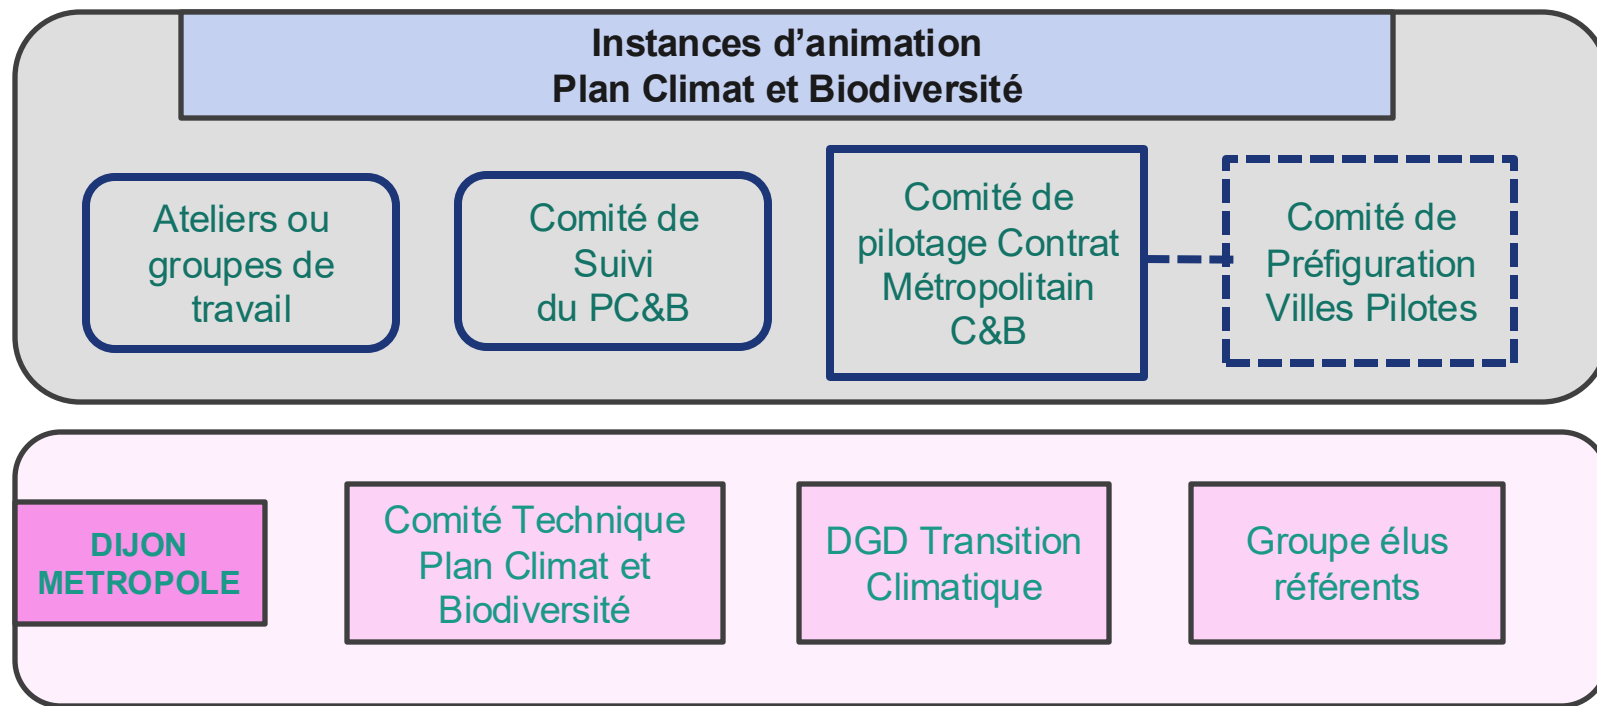 Instances d’animation
Plan Climat et Biodiversité
Ateliers ou
groupes de
travail
Comité de
Suivi
du PC&B
Comité de
pilotage Contrat
Métropolitain
C&B
Comité de
Préfiguration
Villes Pilotes
DIJON
METROPOLE
Comité Technique
Plan Climat et
Biodiversité
DGD Transition
Climatique
Groupe élus
référents